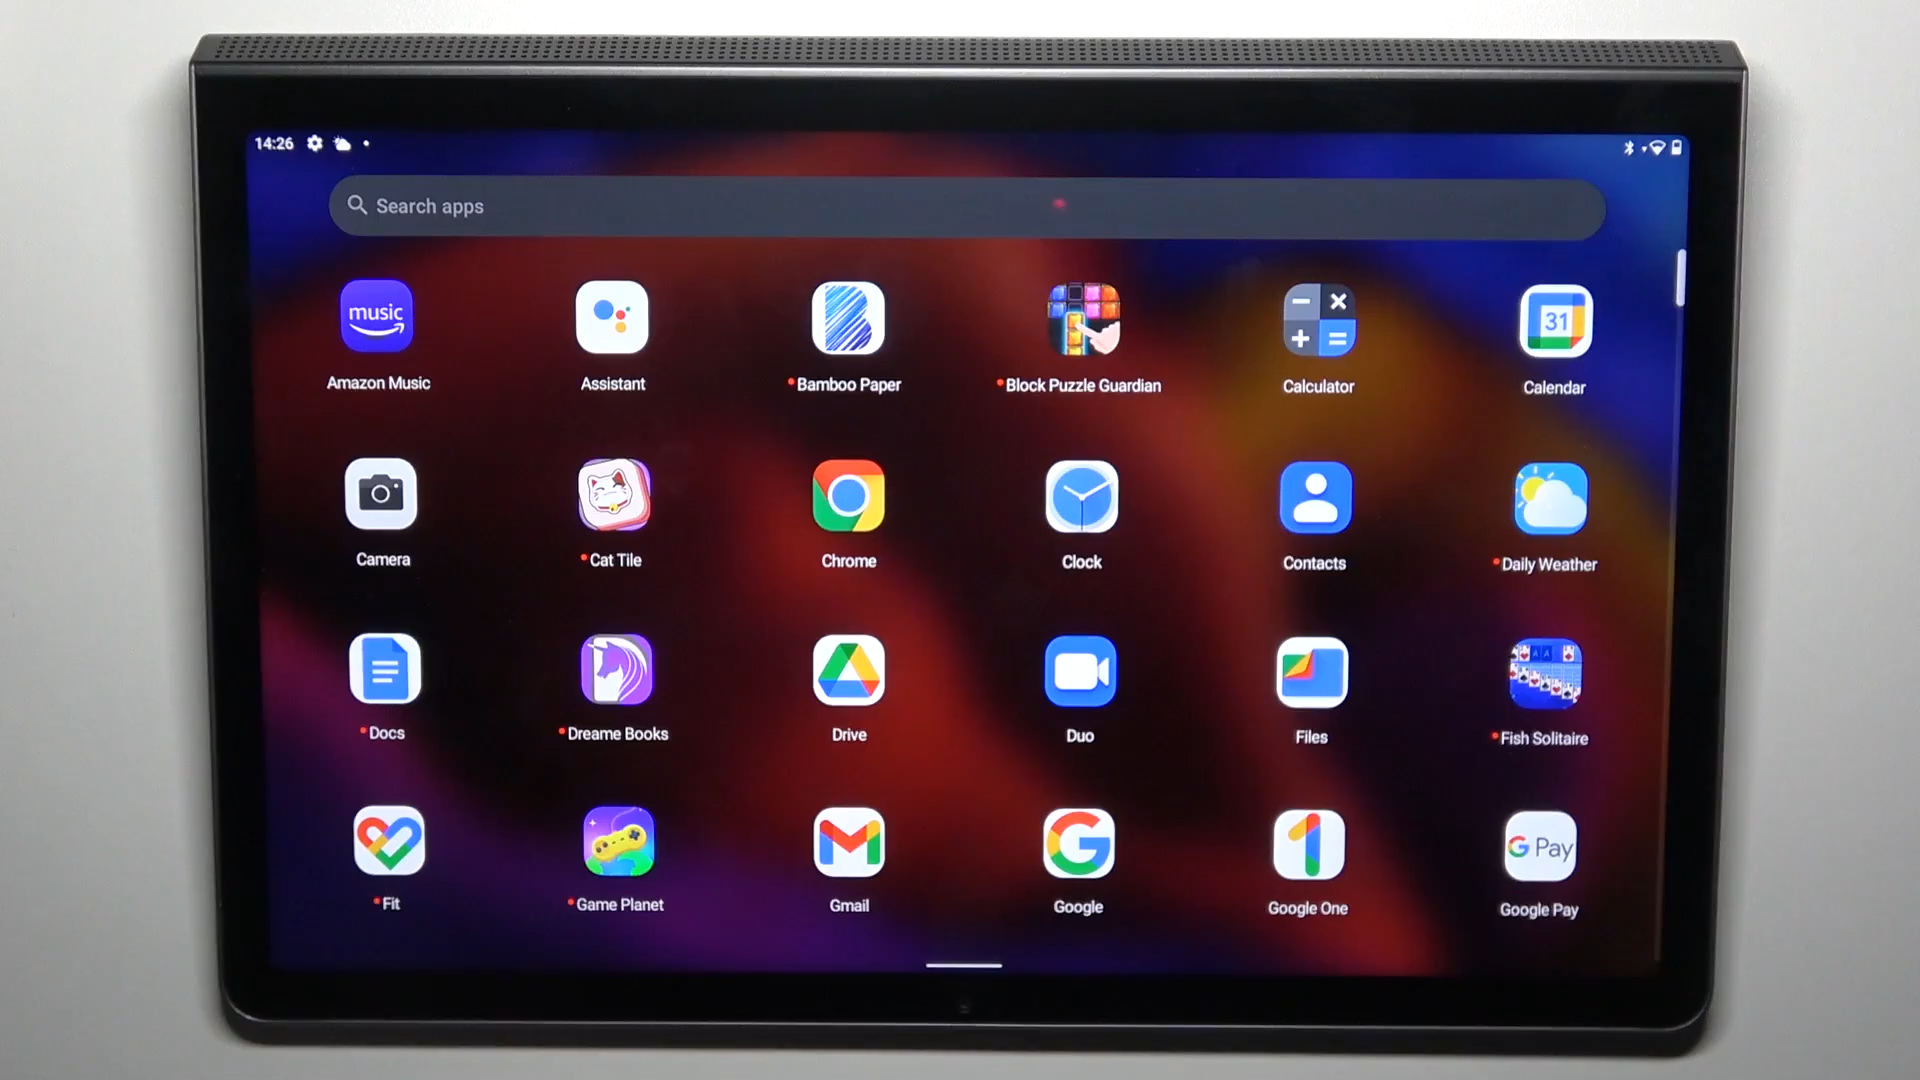 14:26
Search apps
music
31
Amazon Music
Assistant
Bamboo Paper
Block Puzzle Guardian
Calculator
Calendar
Camera
Cat Tile
Chrome
Clock
Contacts
Daily Weather
Docs
Dreame Books
Drive
Duo
Files
Fish Solitaire
G Pay
Fit
Game Planet
Gmail
Google
Google One
Google Pay